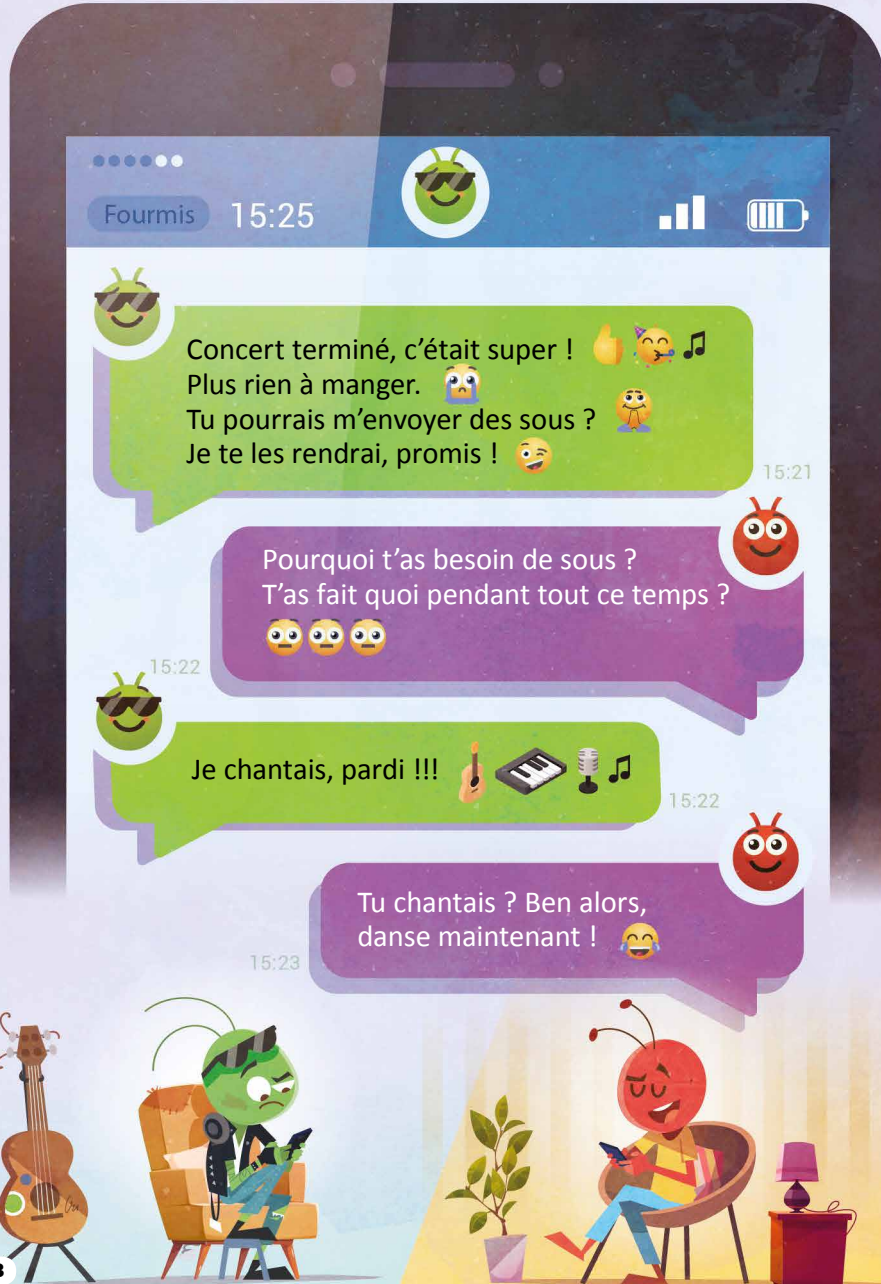 Fourmis 15:25
Concert terminé, c’était super !
Plus rien à manger.
Tu pourrais m’envoyer des sous ?
Je te les rendrai, promis !
15:21
Pourquoi t’as besoin de sous ?
T’as fait quoi pendant tout ce temps ?
15:22
Je chantais, pardi !!!
15:22
Tu chantais ? Ben alors,
danse maintenant !
15:23